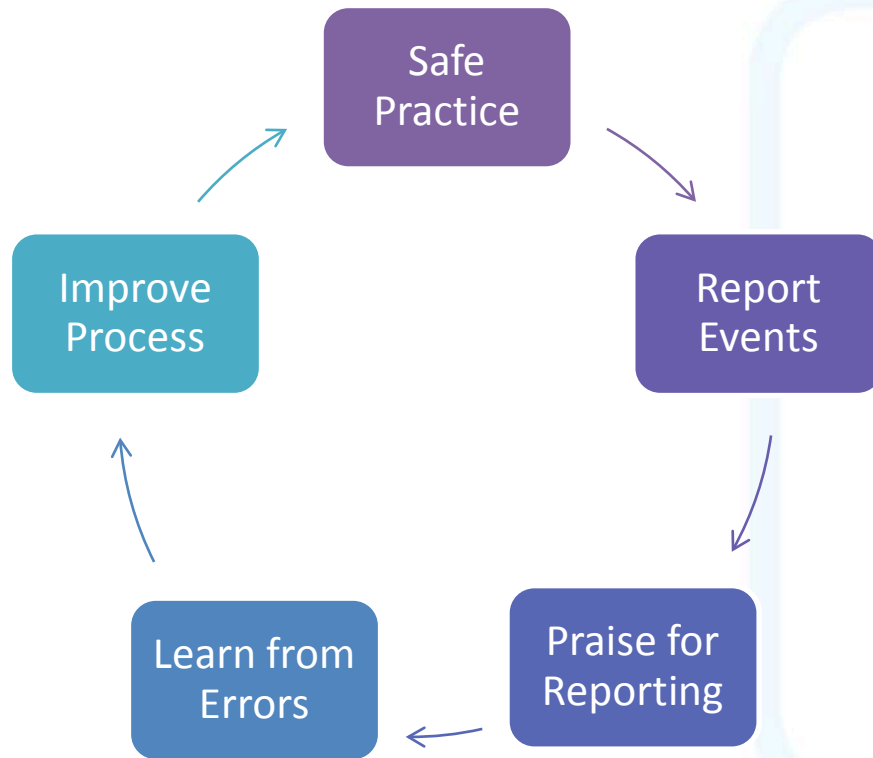 Safe
Practice
Report
Events
Praise for
Reporting
Learn from
Errors
Improve
Process